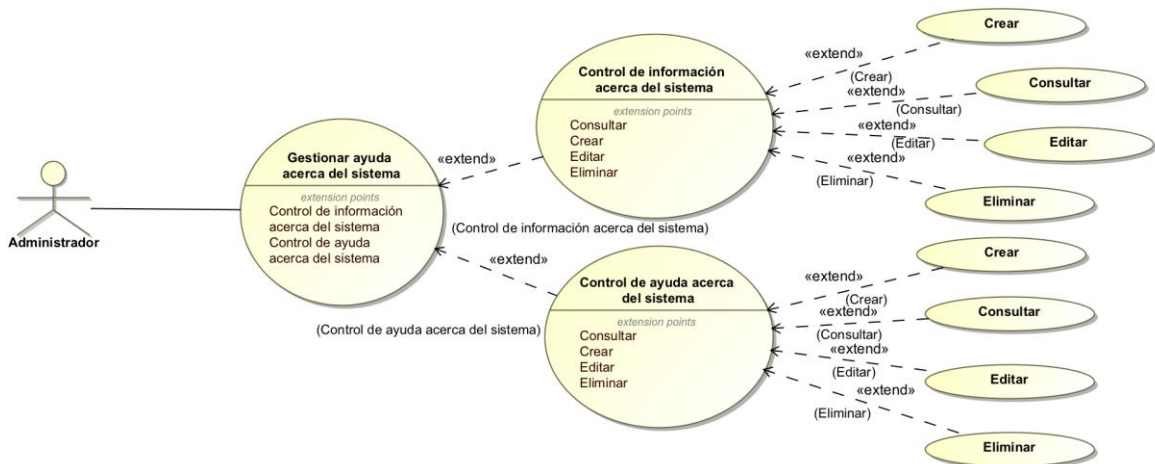 Administrador
Gestionar ayuda
acerca del sistema
extension points
Control de información
acerca del sistema
Control de ayuda
acerca del sistema
«extend»
(Control de información acerca del sistema)
«extend»
(Control de ayuda acerca del sistema)
Control de información
acerca del sistema
extension points
Consultar
Crear
Editar
Eliminar
«extend»
(Crear)
«extend»
(Consultar)
«extend»
(Editar)
«extend»
(Eliminar)
Crear
Consultar
Editar
Eliminar
Control de ayuda acerca
del sistema
extension points
Consultar
Crear
Editar
Eliminar
«extend»
(Crear)
«extend»
(Consultar)
«extend»
(Editar)
«extend»
(Eliminar)
Crear
Consultar
Editar
Eliminar